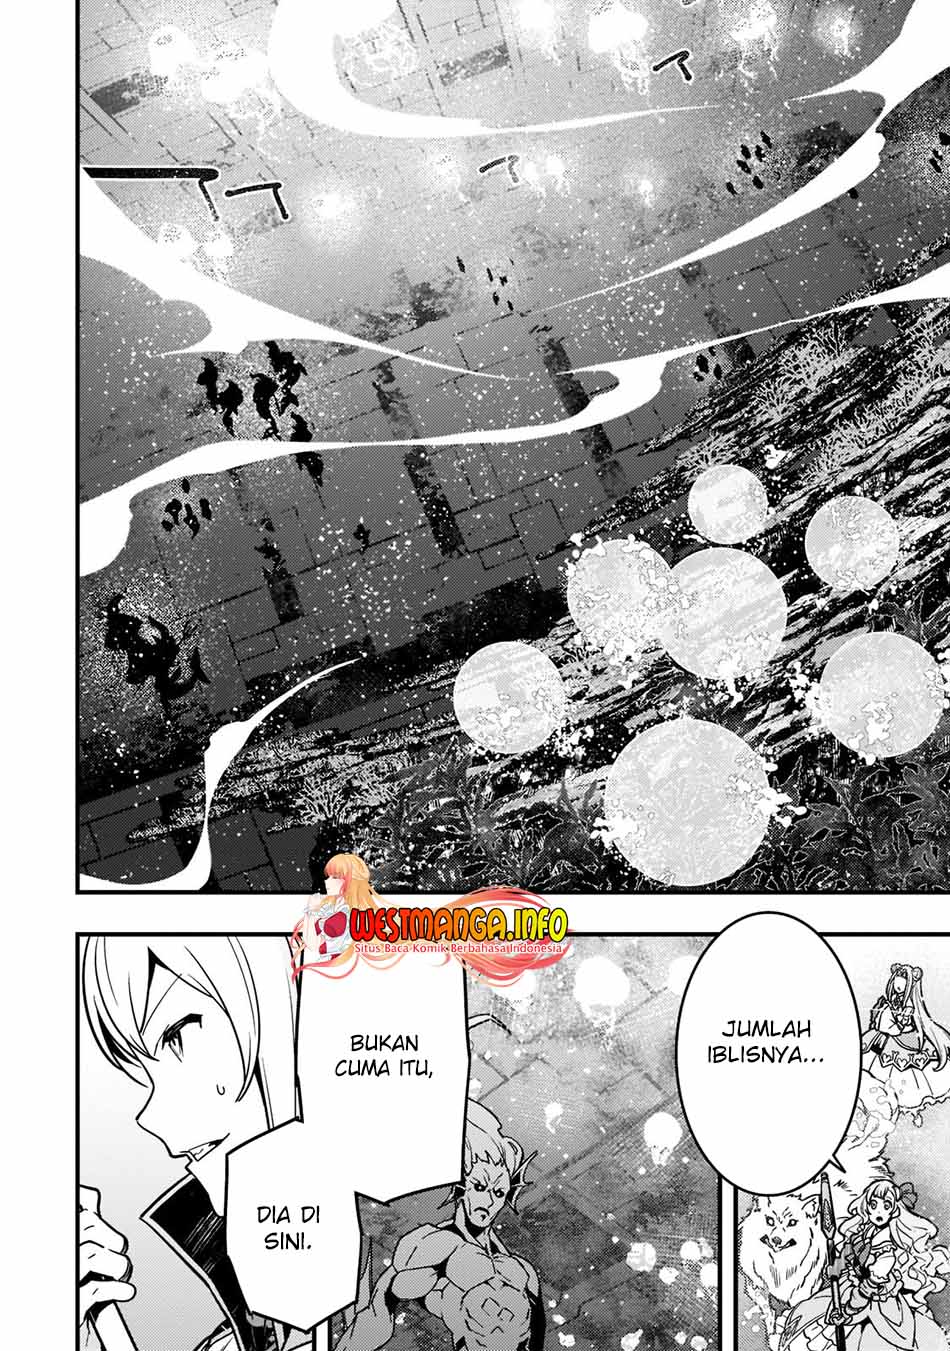 WESTMANGA.INFO
Situs Baca Komik Berbahasa Indonesia
JUMLAH
IBLISNYA...
BUKAN
CUMA ITU,
DIA DI
SINI.